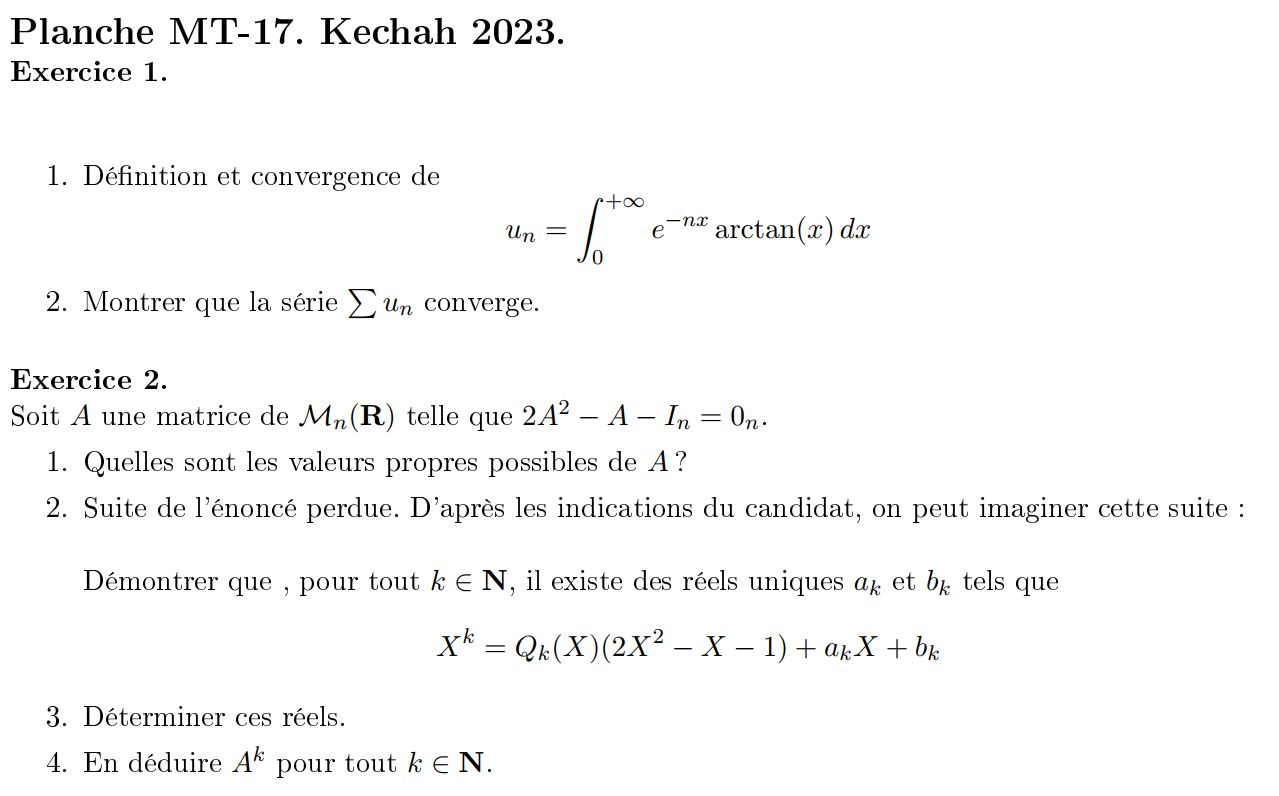 Planche MT-17. Kechah 2023.
Exercice 1.
1. Définition et convergence de
$u_n = \int_0^{+\infty} e^{-nx} \arctan(x)\, dx$
2. Montrer que la série $\sum u_n$ converge.
Exercice 2.
Soit $A$ une matrice de $\mathcal{M}_n(\mathbf{R})$ telle que $2A^2 - A - I_n = 0_n$.
1. Quelles sont les valeurs propres possibles de $A$ ?
2. Suite de l'énoncé perdue. D'après les indications du candidat, on peut imaginer cette suite :
Démontrer que , pour tout $k \in \mathbf{N}$, il existe des réels uniques $a_k$ et $b_k$ tels que
$X^k = Q_k(X)(2X^2 - X - 1) + a_k X + b_k$
3. Déterminer ces réels.
4. En déduire $A^k$ pour tout $k \in \mathbf{N}$.